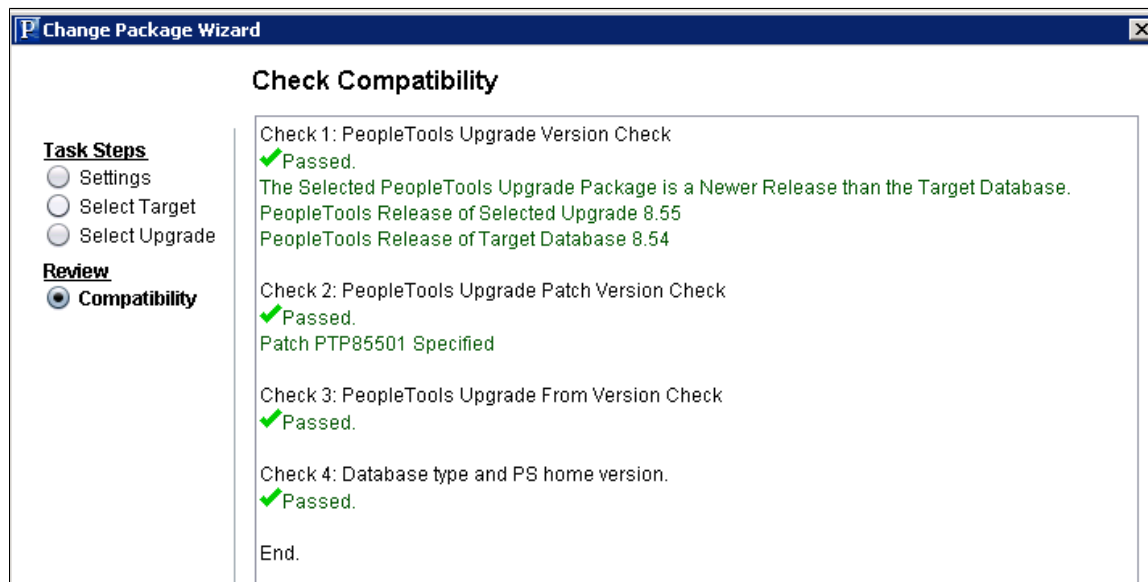 Change Package Wizard
Check Compatibility
Task Steps
Settings
Select Target
Select Upgrade
Review
Compatibility
Check 1: PeopleTools Upgrade Version Check
Passed.
The Selected PeopleTools Upgrade Package is a Newer Release than the Target Database.
PeopleTools Release of Selected Upgrade 8.55
PeopleTools Release of Target Database 8.54
Check 2: PeopleTools Upgrade Patch Version Check
Passed.
Patch PTP85501 Specified
Check 3: PeopleTools Upgrade From Version Check
Passed.
Check 4: Database type and PS home version.
Passed.
End.